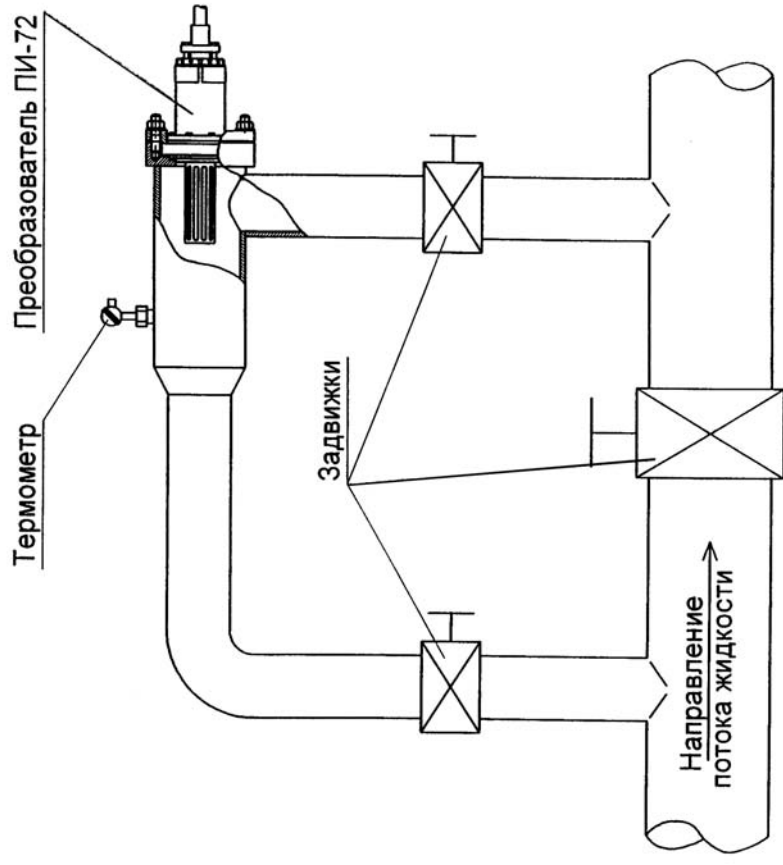 Преобразователь ПИ-72
Термометр
Задвижки
Направление
потока жидкости